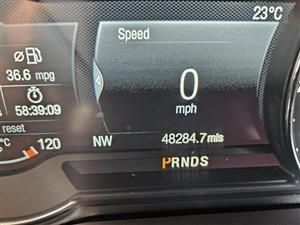 23°C
Speed
36.6 mpg
0
mph
58:39:09
reset
NW
48284.7mls
°C
120
PRNDS